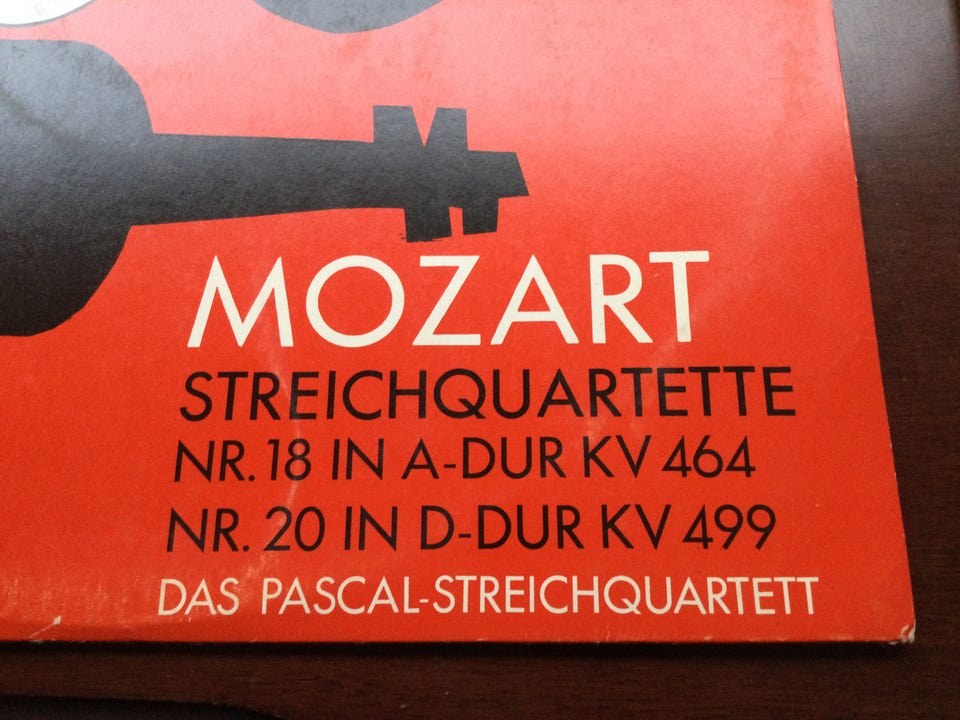 MOZART
STREICHQUARTETTE
NR. 18 IN A-DUR KV 464
NR. 20 IN D-DUR KV 499
DAS PASCAL-STREICHQUARTETT